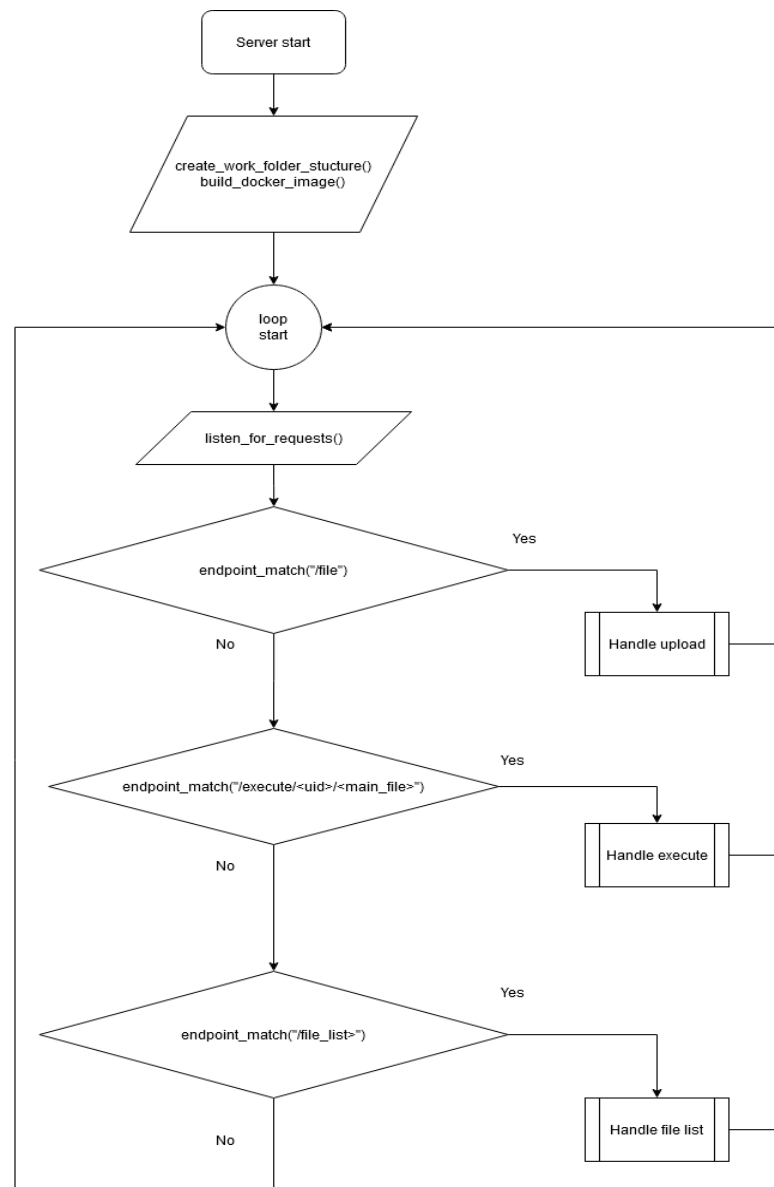 Server start
create_work_folder_stucture()
build_docker_image()
loop
start
listen_for_requests()
Yes
endpoint_match("/file")
No
Handle upload
Yes
endpoint_match("/execute/<uid>/<main_file>")
No
Handle execute
Yes
endpoint_match("/file_list>")
No
Handle file list